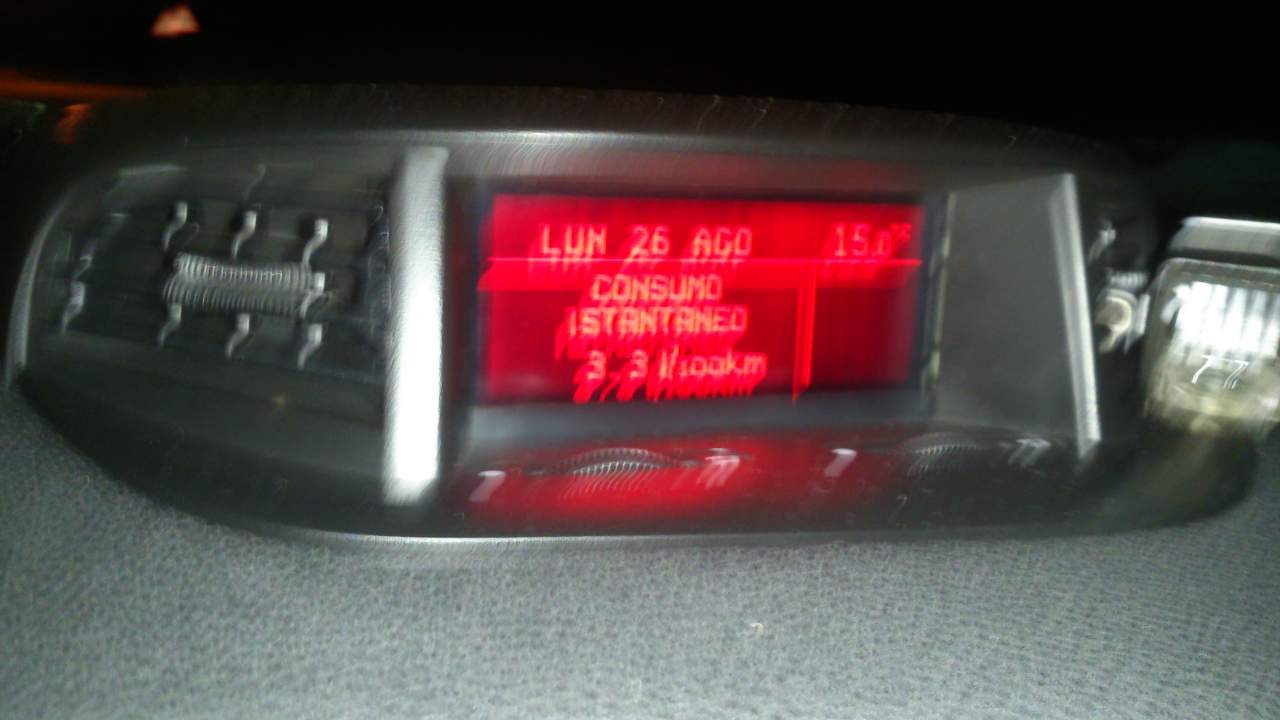 LUN 26 AGO 15.0°C
CONSUMO
ISTANTANEO
3.3 l/100km